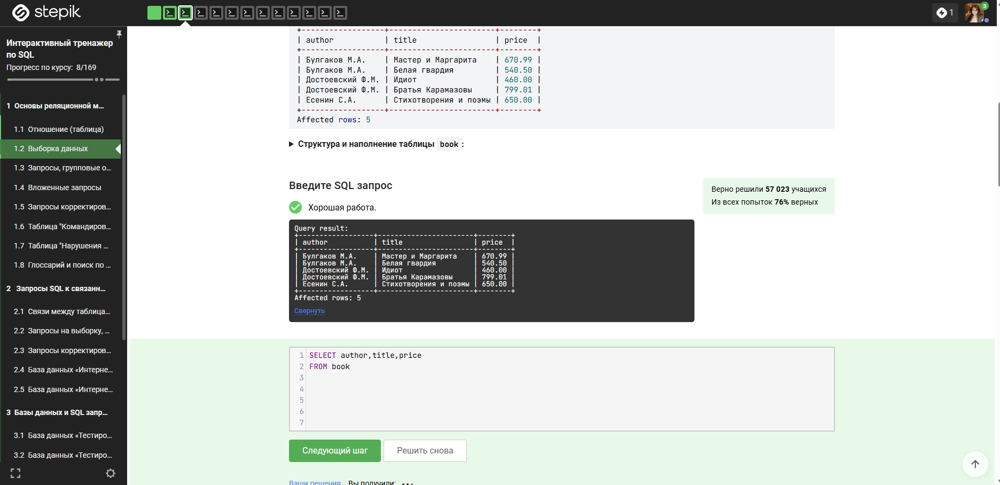 stepik
1
3
Интерактивный тренажер
по SQL
Прогресс по курсу: 8/169
1 Основы реляционной м...
1.1 Отношение (таблица)
1.2 Выборка данных
1.3 Запросы, групповые о...
1.4 Вложенные запросы
1.5 Запросы корректиров...
1.6 Таблица "Командиров...
1.7 Таблица "Нарушения ...
1.8 Глоссарий и поиск по ...
2 Запросы SQL к связанн...
2.1 Связи между таблица...
2.2 Запросы на выборку, ...
2.3 Запросы корректиров...
2.4 База данных «Интерне...
2.5 База данных «Интерне...
3 Базы данных и SQL запр...
3.1 База данных «Тестиро...
3.2 База данных «Тестиро...
+------------------+-----------------------+--------+
| author | title | price |
+------------------+-----------------------+--------+
| Булгаков М.А. | Мастер и Маргарита | 670.99 |
| Булгаков М.А. | Белая гвардия | 540.50 |
| Достоевский Ф.М. | Идиот | 460.00 |
| Достоевский Ф.М. | Братья Карамазовы | 799.01 |
| Есенин С.А. | Стихотворения и поэмы | 650.00 |
+------------------+-----------------------+--------+
Affected rows: 5
Структура и наполнение таблицы book :
Введите SQL запрос
Верно решили 57 023 учащихся
Из всех попыток 76% верных
Хорошая работа.
Query result:
+------------------+-----------------------+--------+
| author | title | price |
+------------------+-----------------------+--------+
| Булгаков М.А. | Мастер и Маргарита | 670.99 |
| Булгаков М.А. | Белая гвардия | 540.50 |
| Достоевский Ф.М. | Идиот | 460.00 |
| Достоевский Ф.М. | Братья Карамазовы | 799.01 |
| Есенин С.А. | Стихотворения и поэмы | 650.00 |
+------------------+-----------------------+--------+
Affected rows: 5
Свернуть
1 SELECT author,title,price
2 FROM book
3
4
5
6
7
Следующий шаг
Решить снова
Ваши решения Вы получили: